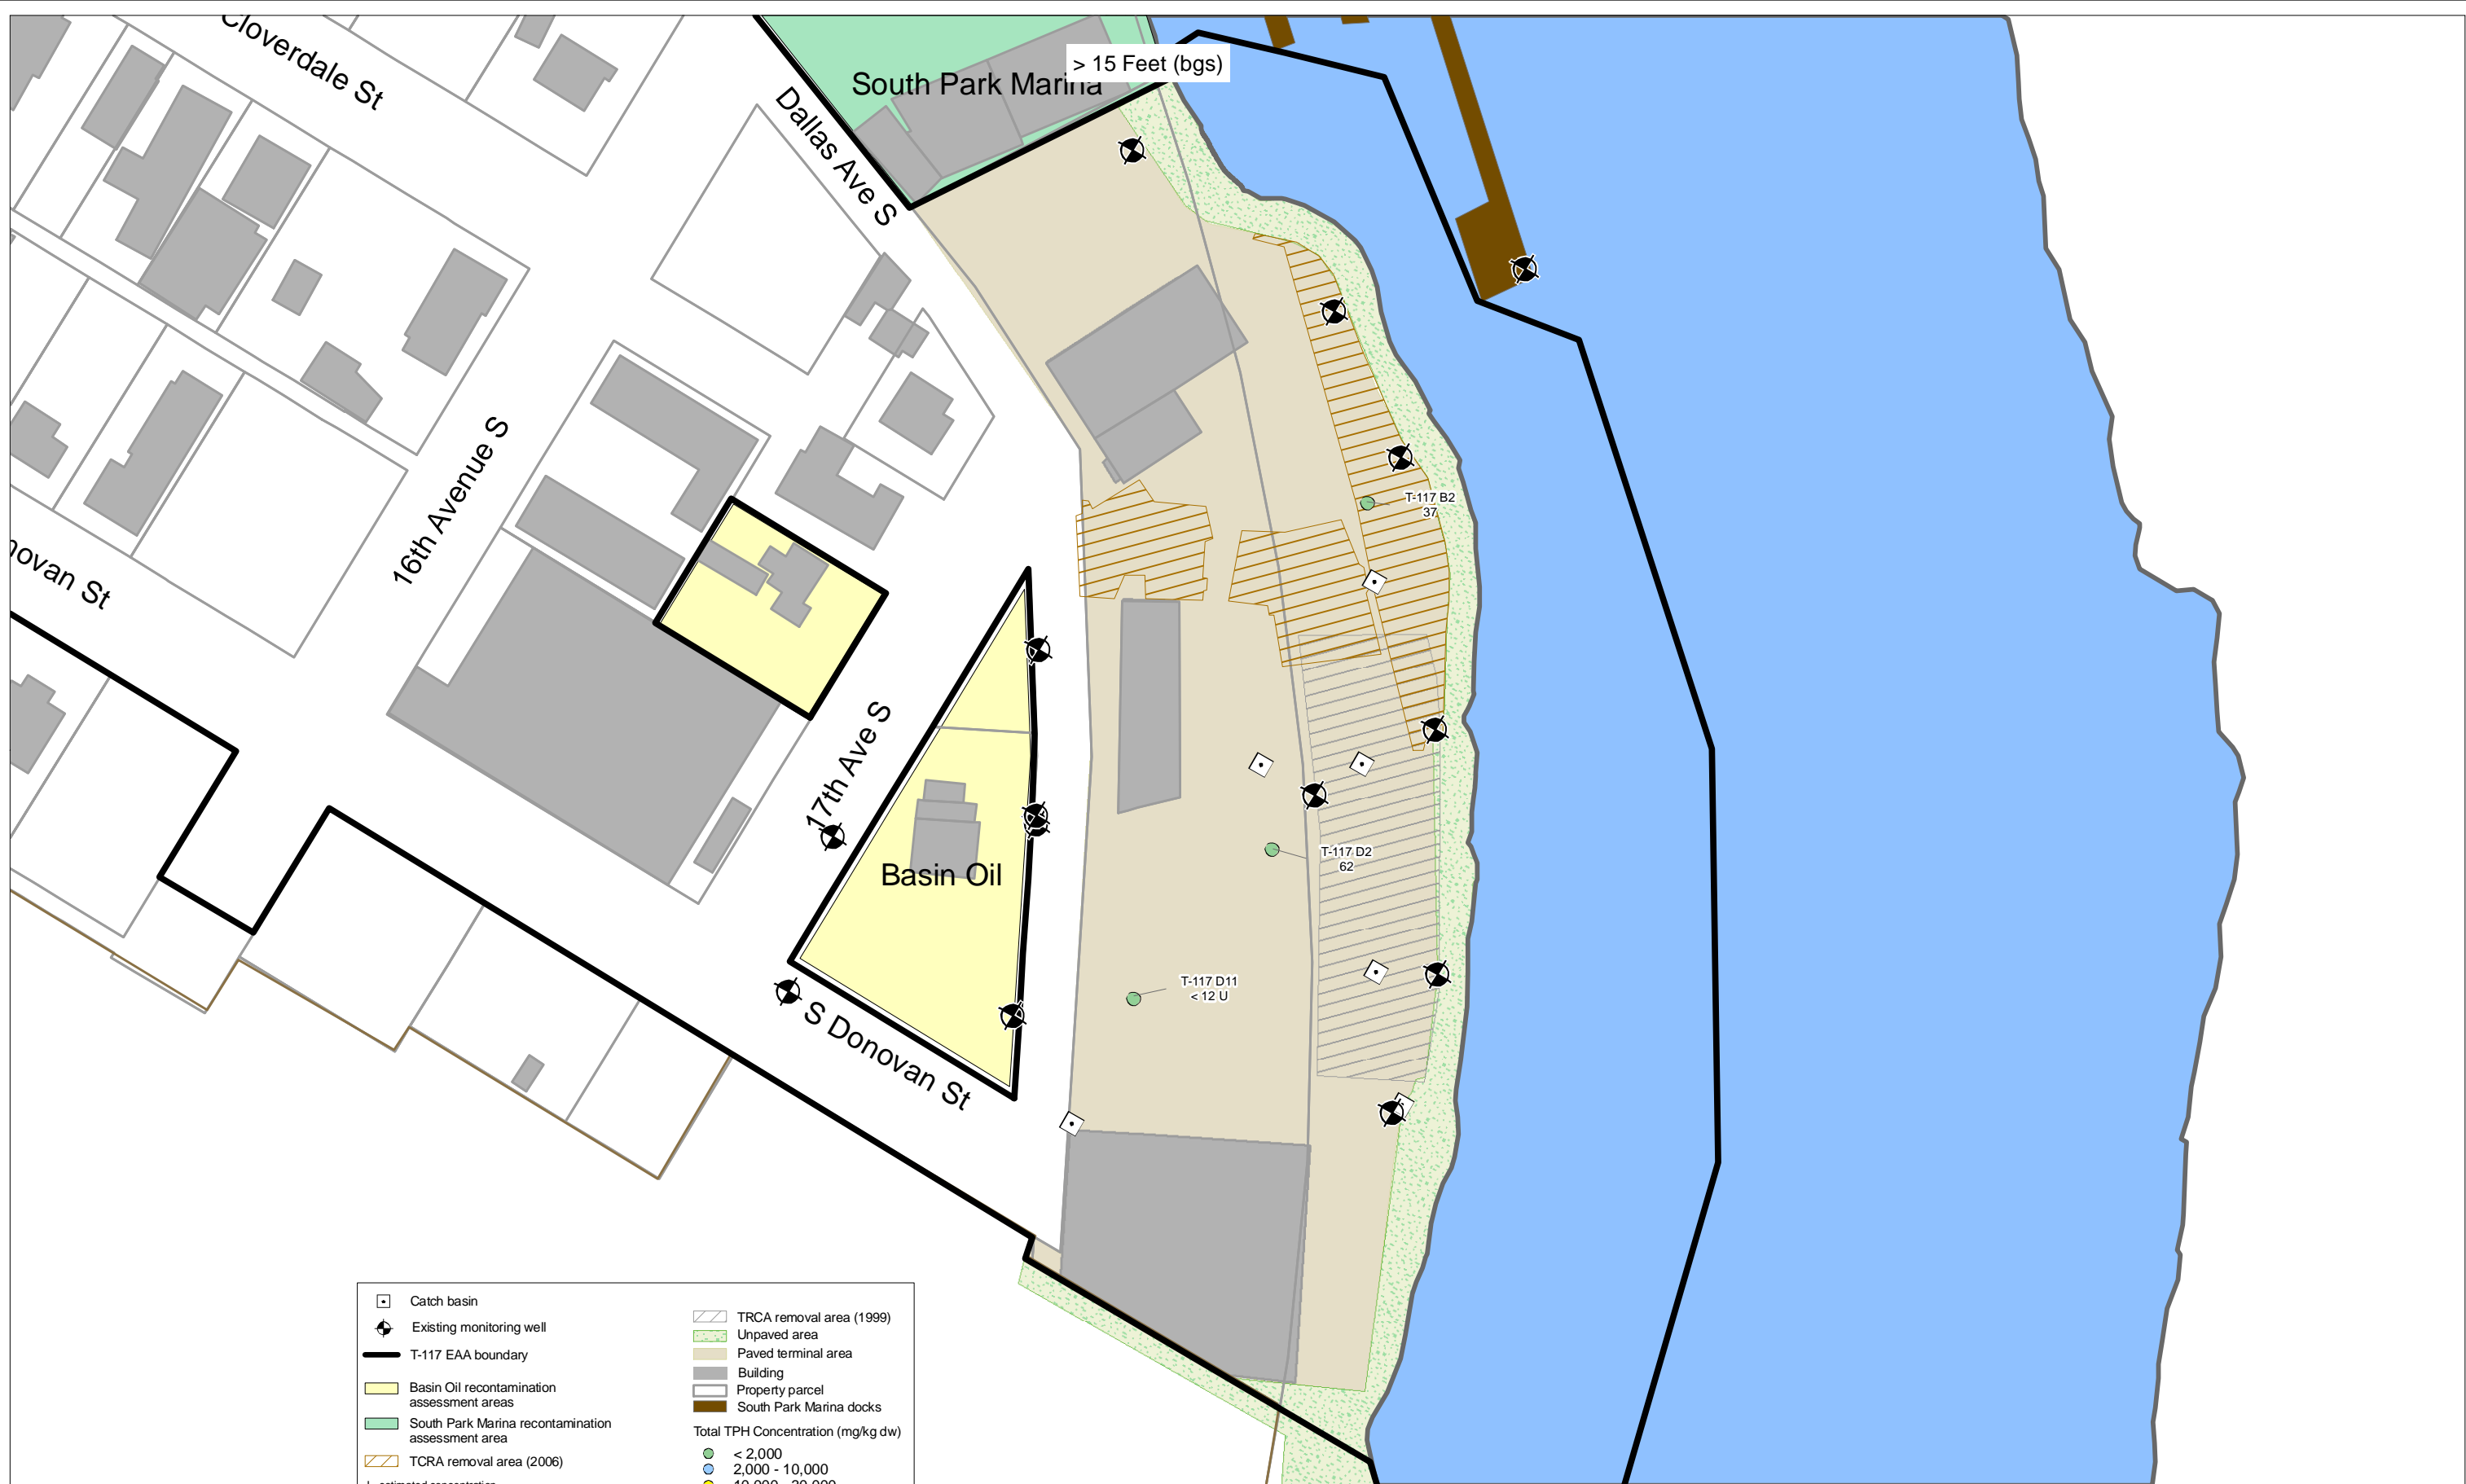 Cloverdale St
> 15 Feet (bgs)
South Park Marina
Dallas Ave S
16th Avenue S
T-117 B2
37
17th Ave S
T-117 D2
62
Basin Oil
T-117 D11
< 12 U
S Donovan St
Catch basin
Existing monitoring well
T-117 EAA boundary
Basin Oil recontamination
assessment areas
South Park Marina recontamination
assessment area
TCRA removal area (2006)
TRCA removal area (1999)
Unpaved area
Paved terminal area
Building
Property parcel
South Park Marina docks
Total TPH Concentration (mg/kg dw)
< 2,000
2,000 - 10,000